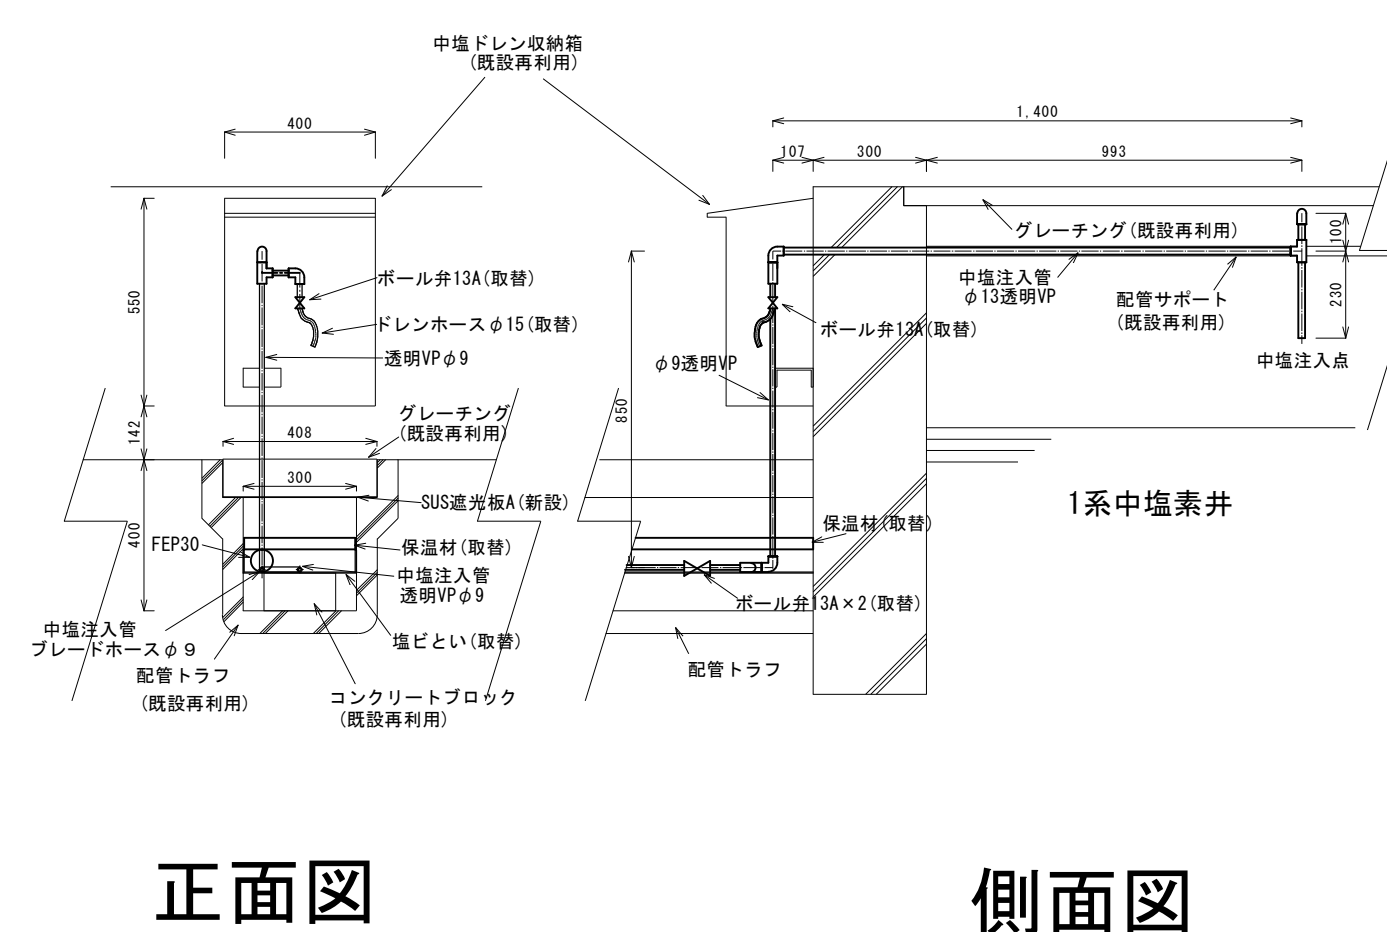 中塩ドレン収納箱
(既設再利用)
400
550
142
400
ボール弁13A(取替)
ドレンホースφ15(取替)
透明VPφ9
グレーチング
(既設再利用)
408
300
SUS遮光板A(新設)
FEP30
保温材(取替)
中塩注入管
透明VPφ9
中塩注入管
ブレードホースφ９
塩ビとい(取替)
配管トラフ
(既設再利用)
コンクリートブロック
(既設再利用)
正面図
1,400
107
300
993
グレーチング(既設再利用)
100
230
中塩注入管
φ13透明VP
配管サポート
(既設再利用)
ボール弁13A(取替)
中塩注入点
φ9透明VP
850
1系中塩素井
保温材(取替)
ボール弁13A×2(取替)
配管トラフ
側面図